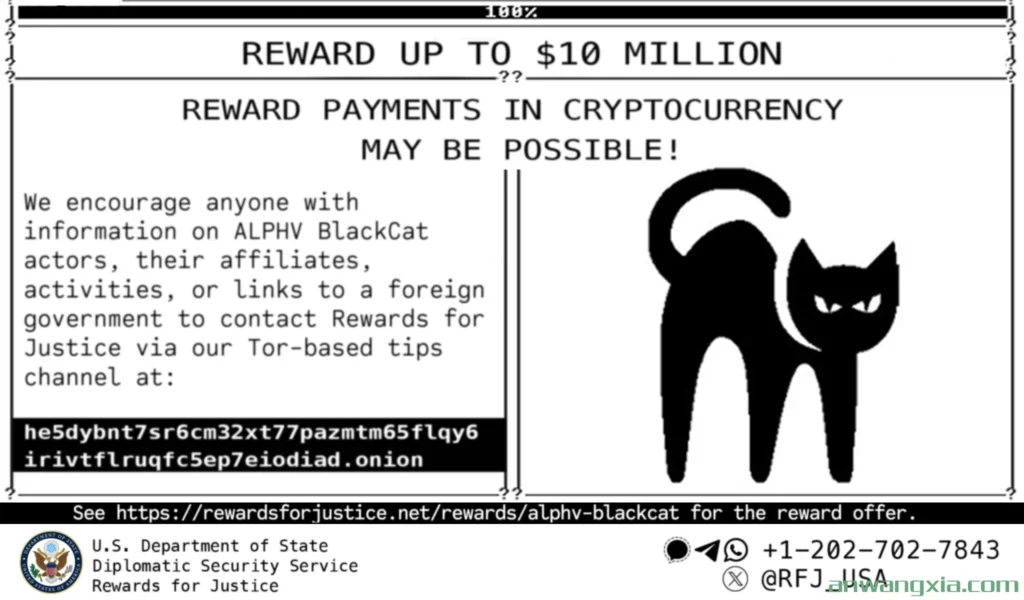 100%
REWARD UP TO $10 MILLION
??
REWARD PAYMENTS IN CRYPTOCURRENCY
MAY BE POSSIBLE!
We encourage anyone with
information on ALPHV BlackCat
actors, their affiliates,
activities, or links to a foreign
government to contact Rewards for
Justice via our Tor-based tips
channel at:
he5dybnt7sr6cm32xt77pazmtm65flqy6
irivtflruqfc5ep7eiodiad.onion
??
See https://rewardsforjustice.net/rewards/alphv-blackcat for the reward offer.
U.S. Department of State
Diplomatic Security Service
Rewards for Justice
+1-202-702-7843
@RFJ_USA
anwangxia.com